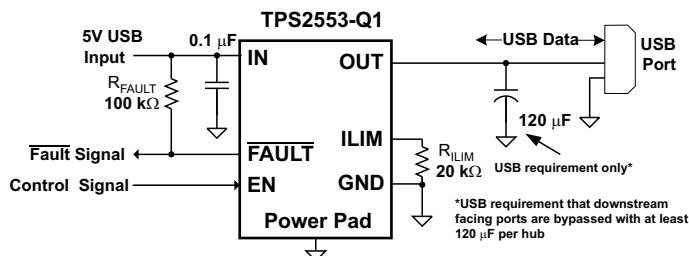 TPS2553-Q1
5V USB
Input
0.1 μF
IN
OUT
USB Data
USB
Port
R_FAULT
100 kΩ
120 μF
Fault Signal
FAULT
ILIM
R_ILIM
20 kΩ
USB requirement only*
Control Signal
EN
GND
Power Pad
*USB requirement that downstream
facing ports are bypassed with at least
120 μF per hub